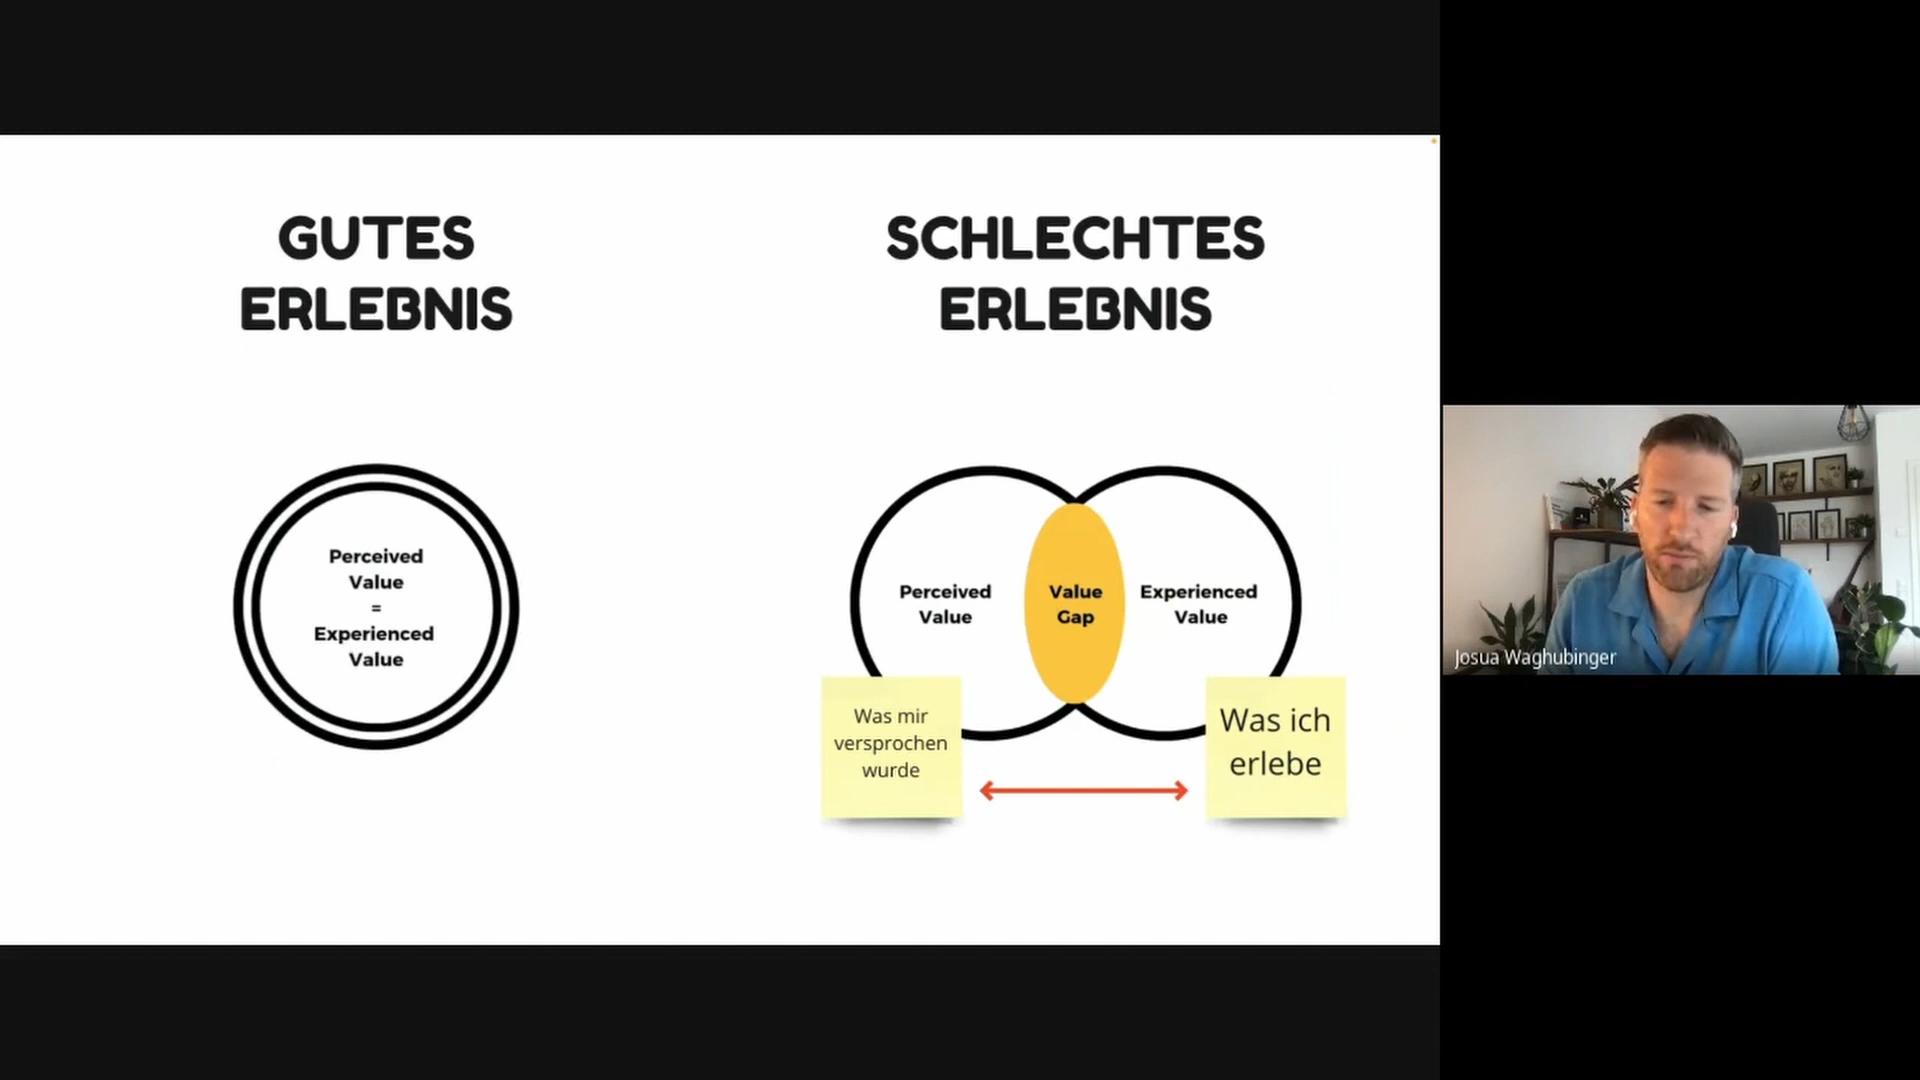 GUTES
ERLEBNIS
Perceived
Value
=
Experienced
Value
SCHLECHTES
ERLEBNIS
Perceived
Value
Value
Gap
Experienced
Value
Was mir
versprochen
wurde
Was ich
erlebe
Josua Waghubinger